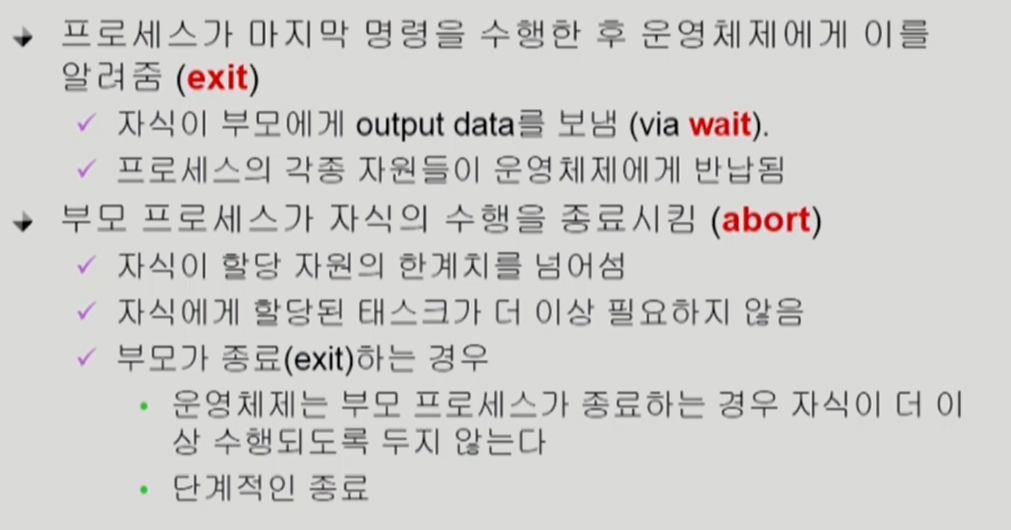 프로세스가 마지막 명령을 수행한 후 운영체제에게 이를
알려줌 (exit)
자식이 부모에게 output data를 보냄 (via wait).
프로세스의 각종 자원들이 운영체제에게 반납됨
부모 프로세스가 자식의 수행을 종료시킴 (abort)
자식이 할당 자원의 한계치를 넘어섬
자식에게 할당된 태스크가 더 이상 필요하지 않음
부모가 종료(exit)하는 경우
운영체제는 부모 프로세스가 종료하는 경우 자식이 더 이
상 수행되도록 두지 않는다
단계적인 종료